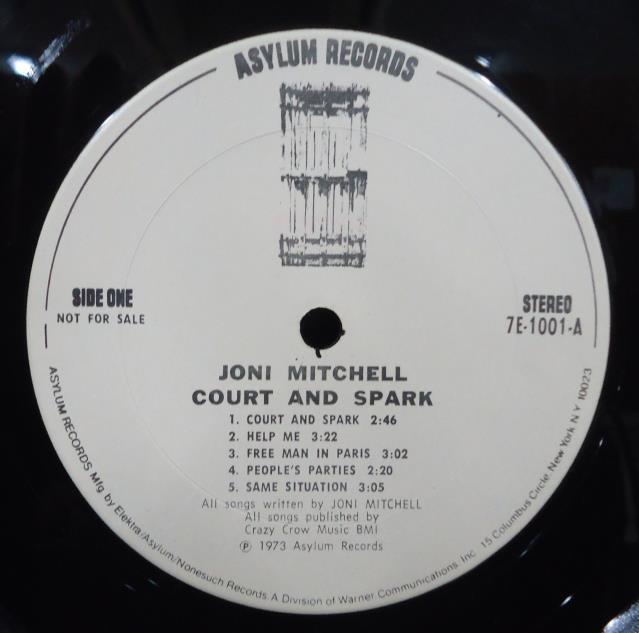 ASYLUM RECORDS
SIDE ONE
NOT FOR SALE
STEREO
7E-1001-A
JONI MITCHELL
COURT AND SPARK
1. COURT AND SPARK 2:46
2. HELP ME 3:22
3. FREE MAN IN PARIS 3:02
4. PEOPLE'S PARTIES 2:20
5. SAME SITUATION 3:05
All songs written by JONI MITCHELL
All songs published by
Crazy Crow Music BMI
℗ 1973 Asylum Records
ASYLUM RECORDS Mfg. by Elektra/Asylum/Nonesuch Records. A Division of Warner Communications, Inc. 15 Columbus Circle, New York, N Y 10023